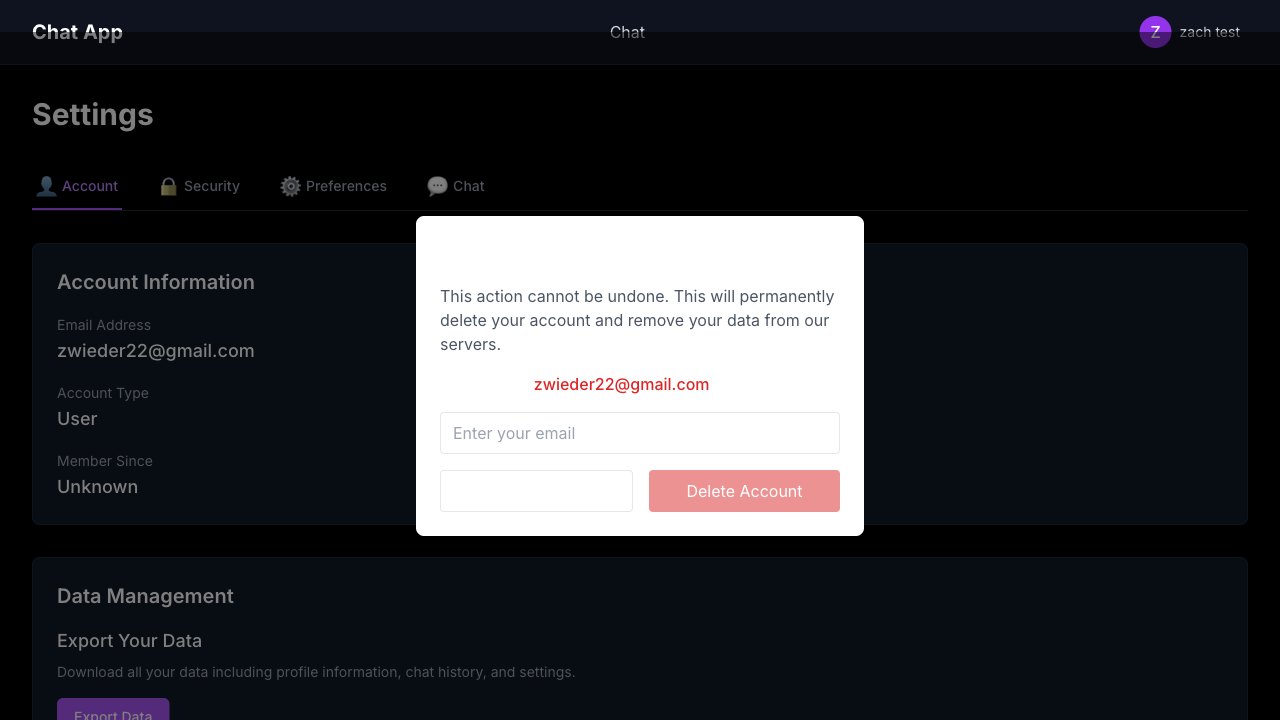 Chat App
Chat
Z
zach test
Settings
Account
Security
Preferences
Chat
Account Information
Email Address
zwieder22@gmail.com
Account Type
User
Member Since
Unknown
This action cannot be undone. This will permanently
delete your account and remove your data from our
servers.
zwieder22@gmail.com
Enter your email
Delete Account
Data Management
Export Your Data
Download all your data including profile information, chat history, and settings.
Export Data